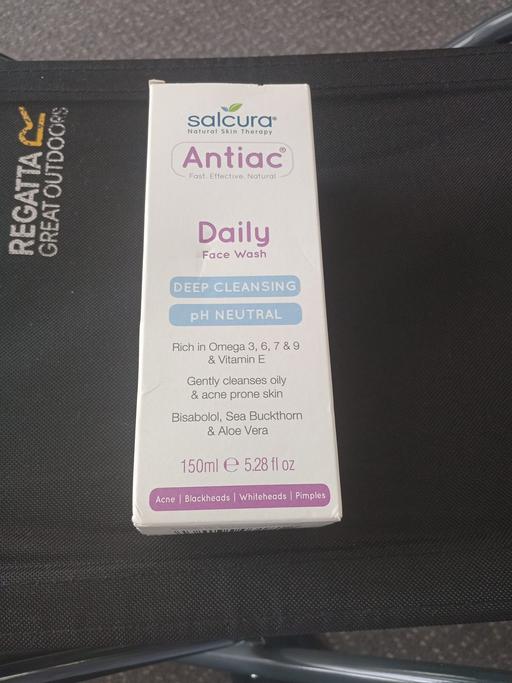 salcura®
Natural Skin Therapy
Antiac®
Fast. Effective. Natural
Daily
Face Wash
DEEP CLEANSING
pH NEUTRAL
Rich in Omega 3, 6, 7 & 9
& Vitamin E
Gently cleanses oily
& acne prone skin
Bisabolol, Sea Buckthorn
& Aloe Vera
150ml ℮ 5.28 fl oz
Acne | Blackheads | Whiteheads | Pimples
REGATTA
GREAT OUTDOORS